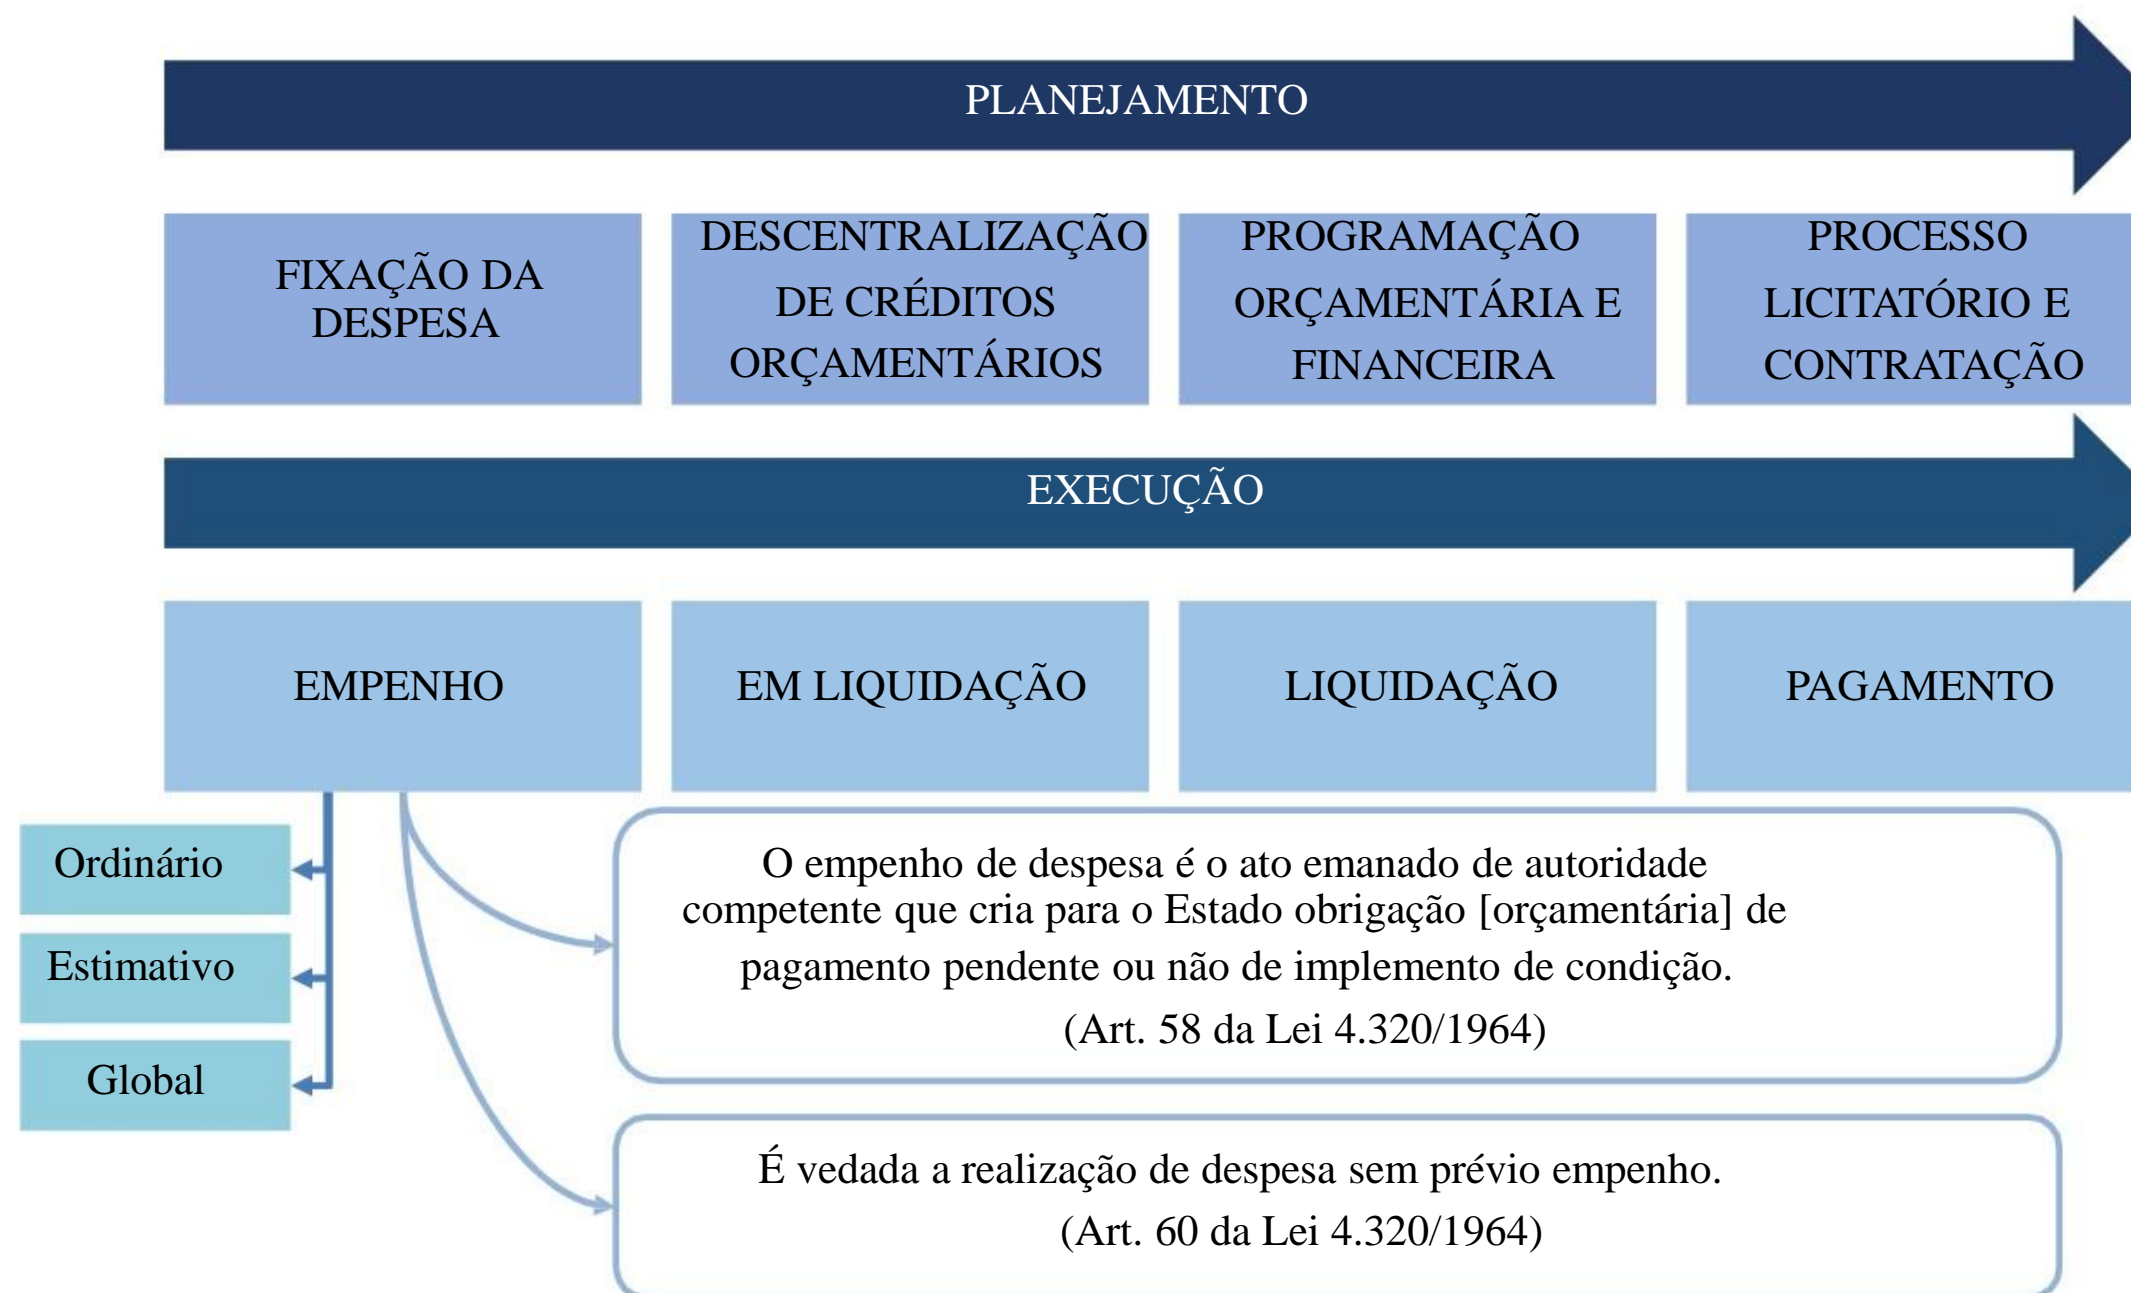 PLANEJAMENTO
FIXAÇÃO DA
DESPESA
DESCENTRALIZAÇÃO
DE CRÉDITOS
ORÇAMENTÁRIOS
PROGRAMAÇÃO
ORÇAMENTÁRIA E
FINANCEIRA
PROCESSO
LICITATÓRIO E
CONTRATAÇÃO
EXECUÇÃO
EMPENHO
EM LIQUIDAÇÃO
LIQUIDAÇÃO
PAGAMENTO
Ordinário
Estimativo
Global
O empenho de despesa é o ato emanado de autoridade
competente que cria para o Estado obrigação [orçamentária] de
pagamento pendente ou não de implemento de condição.
(Art. 58 da Lei 4.320/1964)
É vedada a realização de despesa sem prévio empenho.
(Art. 60 da Lei 4.320/1964)